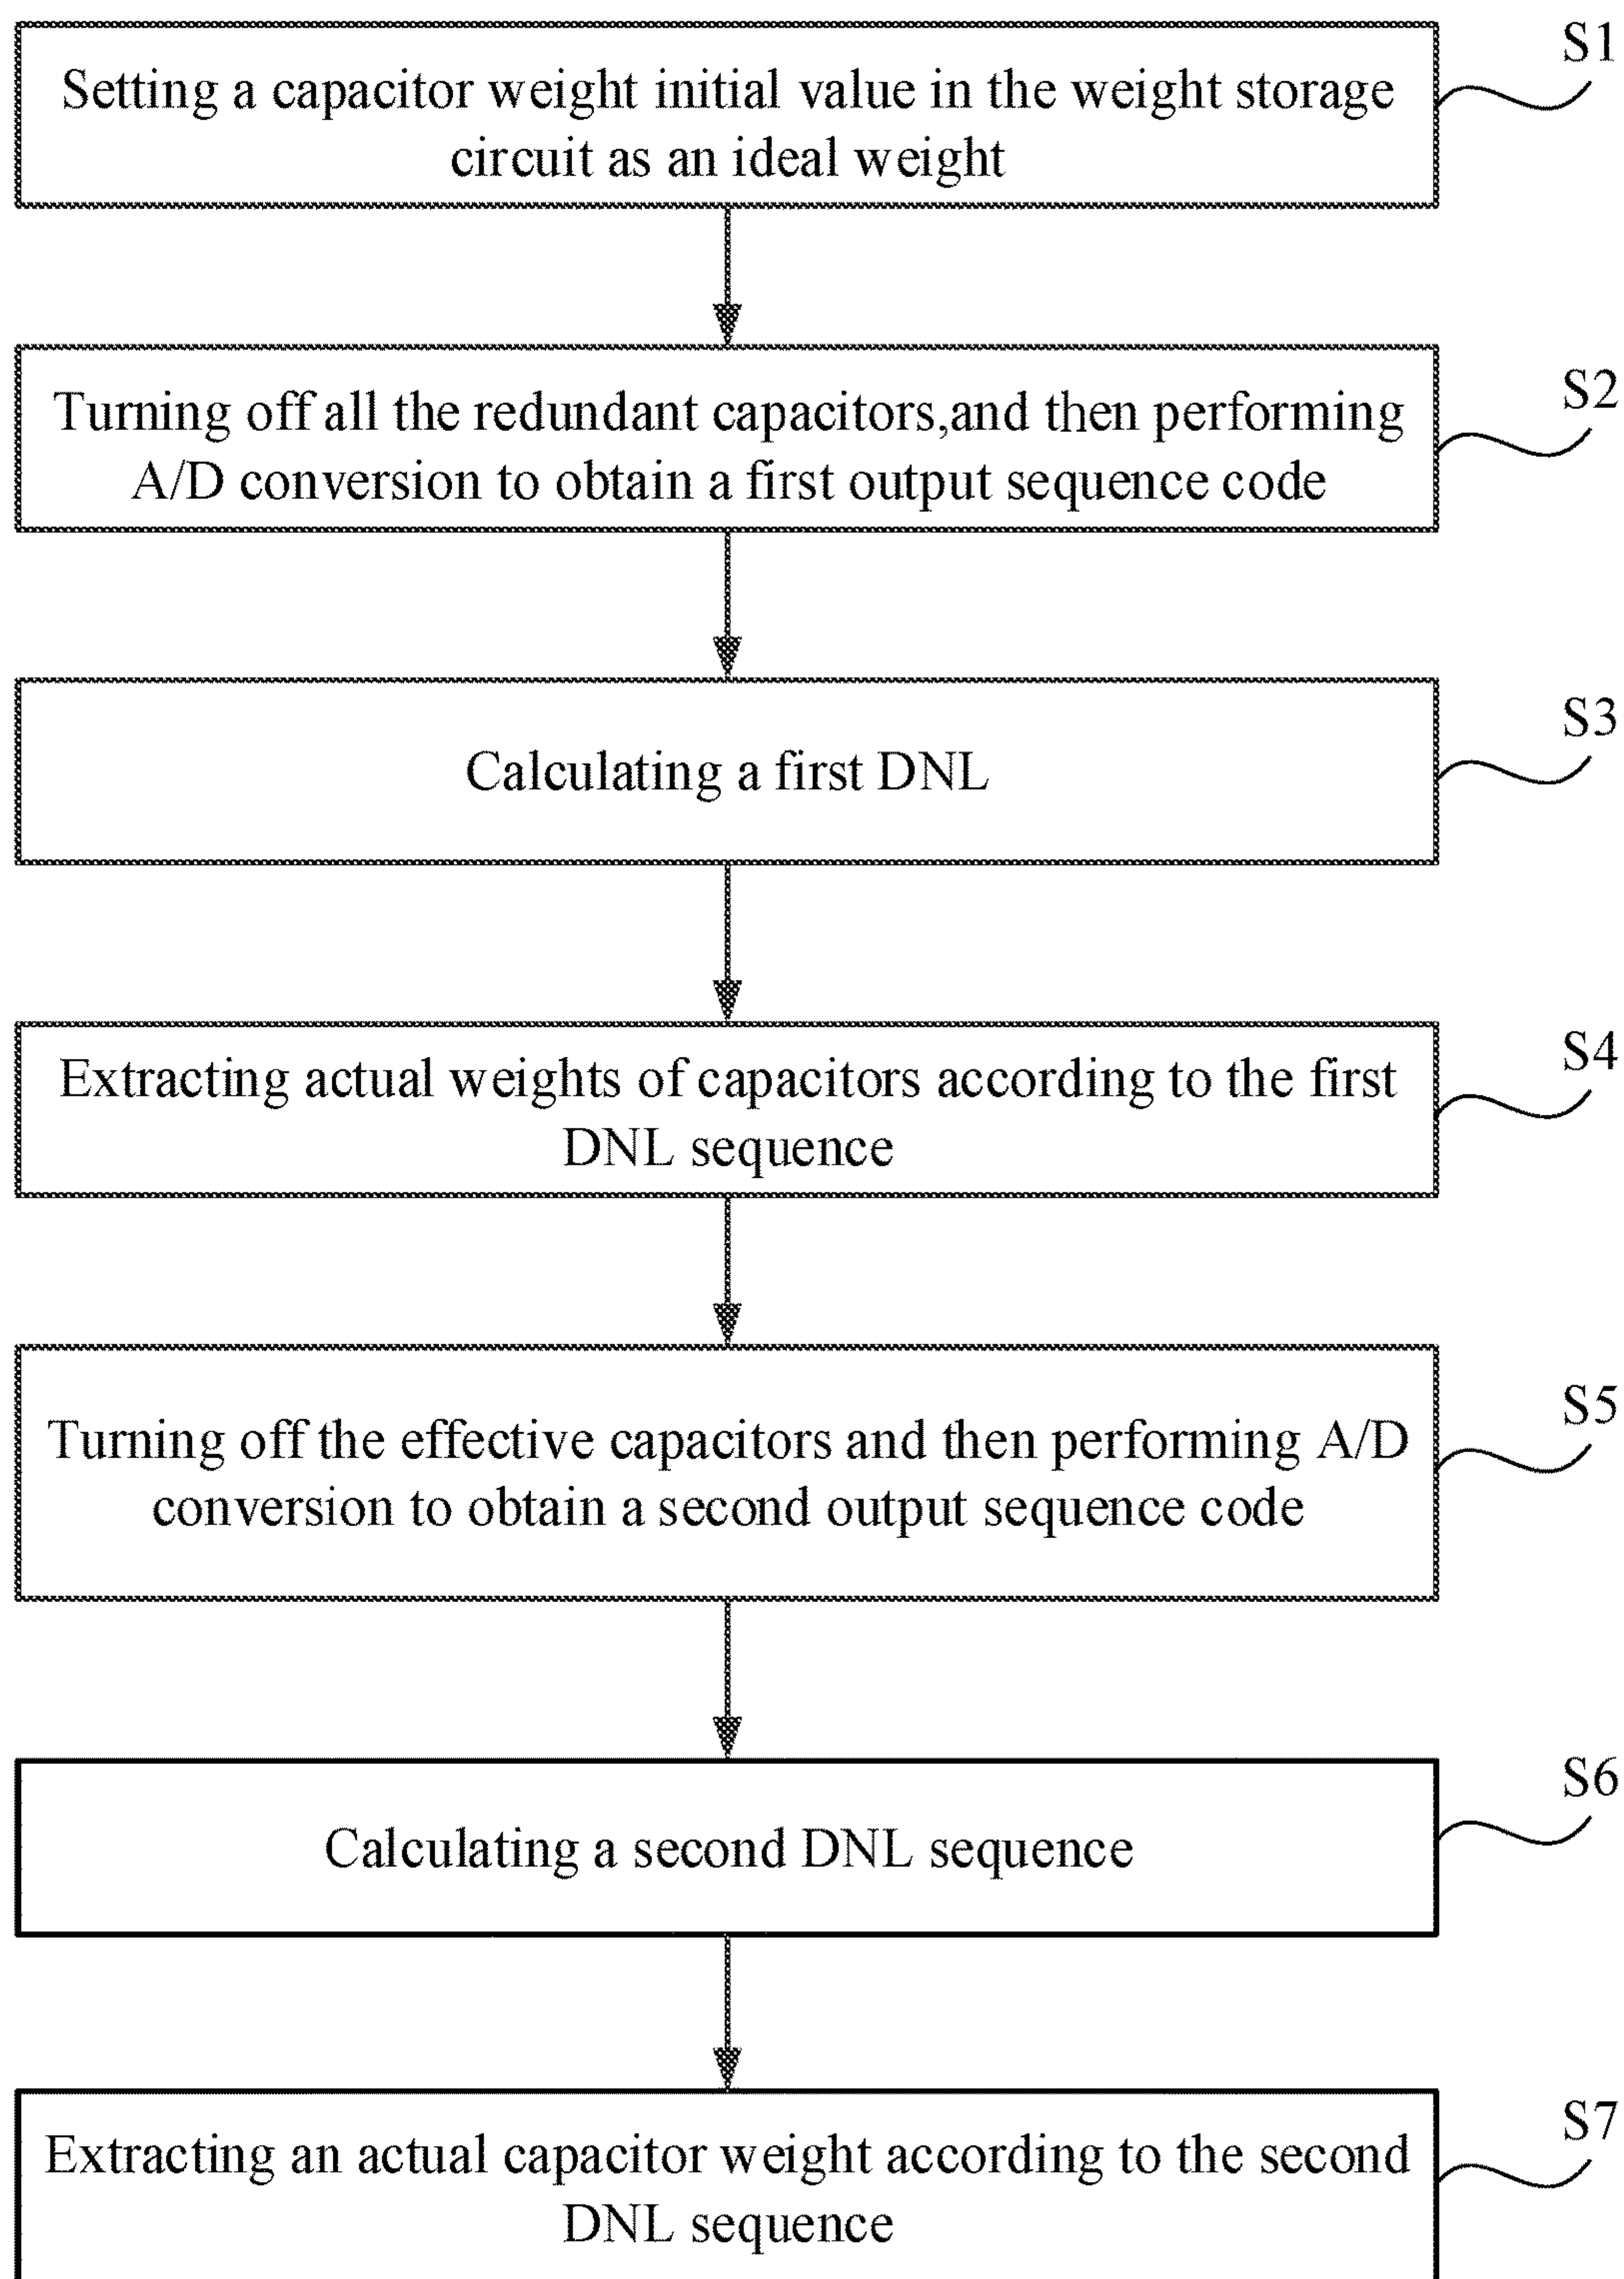 S1
Setting a capacitor weight initial value in the weight storage
circuit as an ideal weight
S2
Turning off all the redundant capacitors,and then performing
A/D conversion to obtain a first output sequence code
S3
Calculating a first DNL
S4
Extracting actual weights of capacitors according to the first
DNL sequence
S5
Turning off the effective capacitors and then performing A/D
conversion to obtain a second output sequence code
S6
Calculating a second DNL sequence
S7
Extracting an actual capacitor weight according to the second
DNL sequence